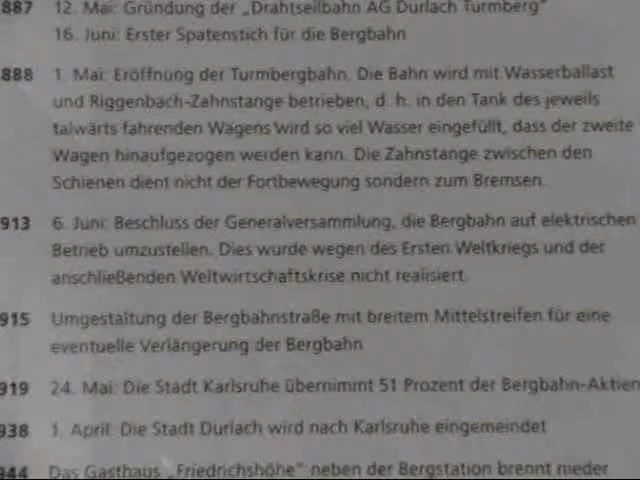 887 12. Mai: Gründung der „Drahtseilbahn AG Durlach Turmberg"
16. Juni: Erster Spatenstich für die Bergbahn
888 1. Mai: Eröffnung der Turmbergbahn. Die Bahn wird mit Wasserballast
und Riggenbach-Zahnstange betrieben, d. h. in den Tank des jeweils
talwärts fahrenden Wagens wird so viel Wasser eingefüllt, dass der zweite
Wagen hinaufgezogen werden kann. Die Zahnstange zwischen den
Schienen dient nicht der Fortbewegung sondern zum Bremsen.
913 6. Juni: Beschluss der Generalversammlung, die Bergbahn auf elektrischen
Betrieb umzustellen. Dies wurde wegen des Ersten Weltkriegs und der
anschließenden Weltwirtschaftskrise nicht realisiert.
915 Umgestaltung der Bergbahnstraße mit breitem Mittelstreifen für eine
eventuelle Verlängerung der Bergbahn
919 24. Mai: Die Stadt Karlsruhe übernimmt 51 Prozent der Bergbahn-Aktien
938 1. April: Die Stadt Durlach wird nach Karlsruhe eingemeindet
944 Das Gasthaus „Friedrichshöhe" neben der Bergstation brennt nieder